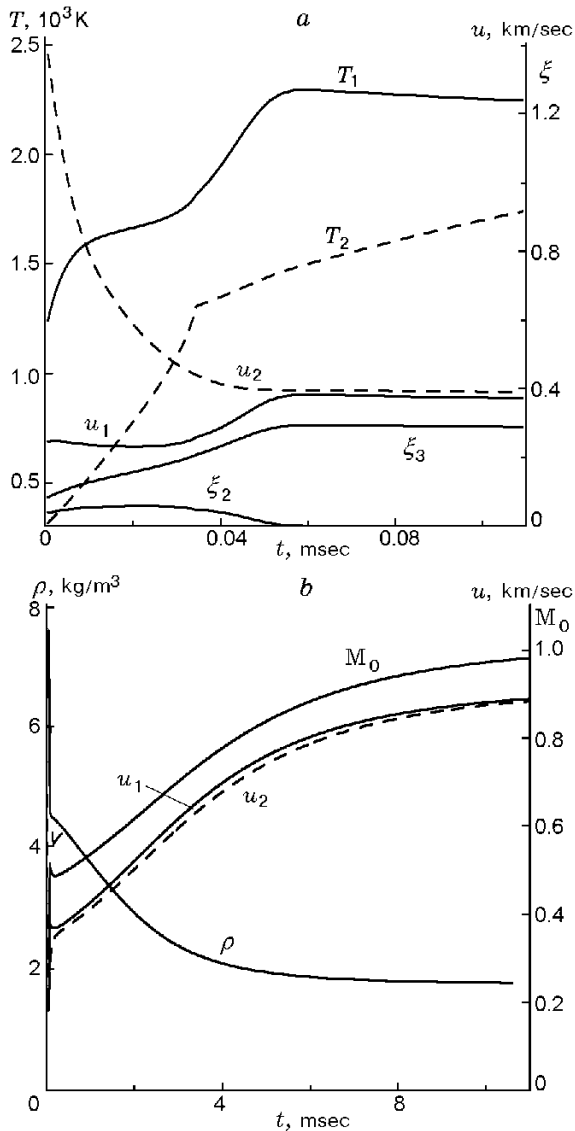 T, 10³ K a u, km/sec
2.5 ξ
T₁
1.2
2.0
T₂
1.5 0.8
1.0 u₂ 0.4
u₁
ξ₃
0.5 ξ₂
0
0 0.04 0.08
t, msec
ρ, kg/m³ b u, km/sec
8 M₀
M₀ 1.0
6 0.8
u₁
u₂
0.6
4
0.4
ρ
2
0.2
0 0
4 8
t, msec